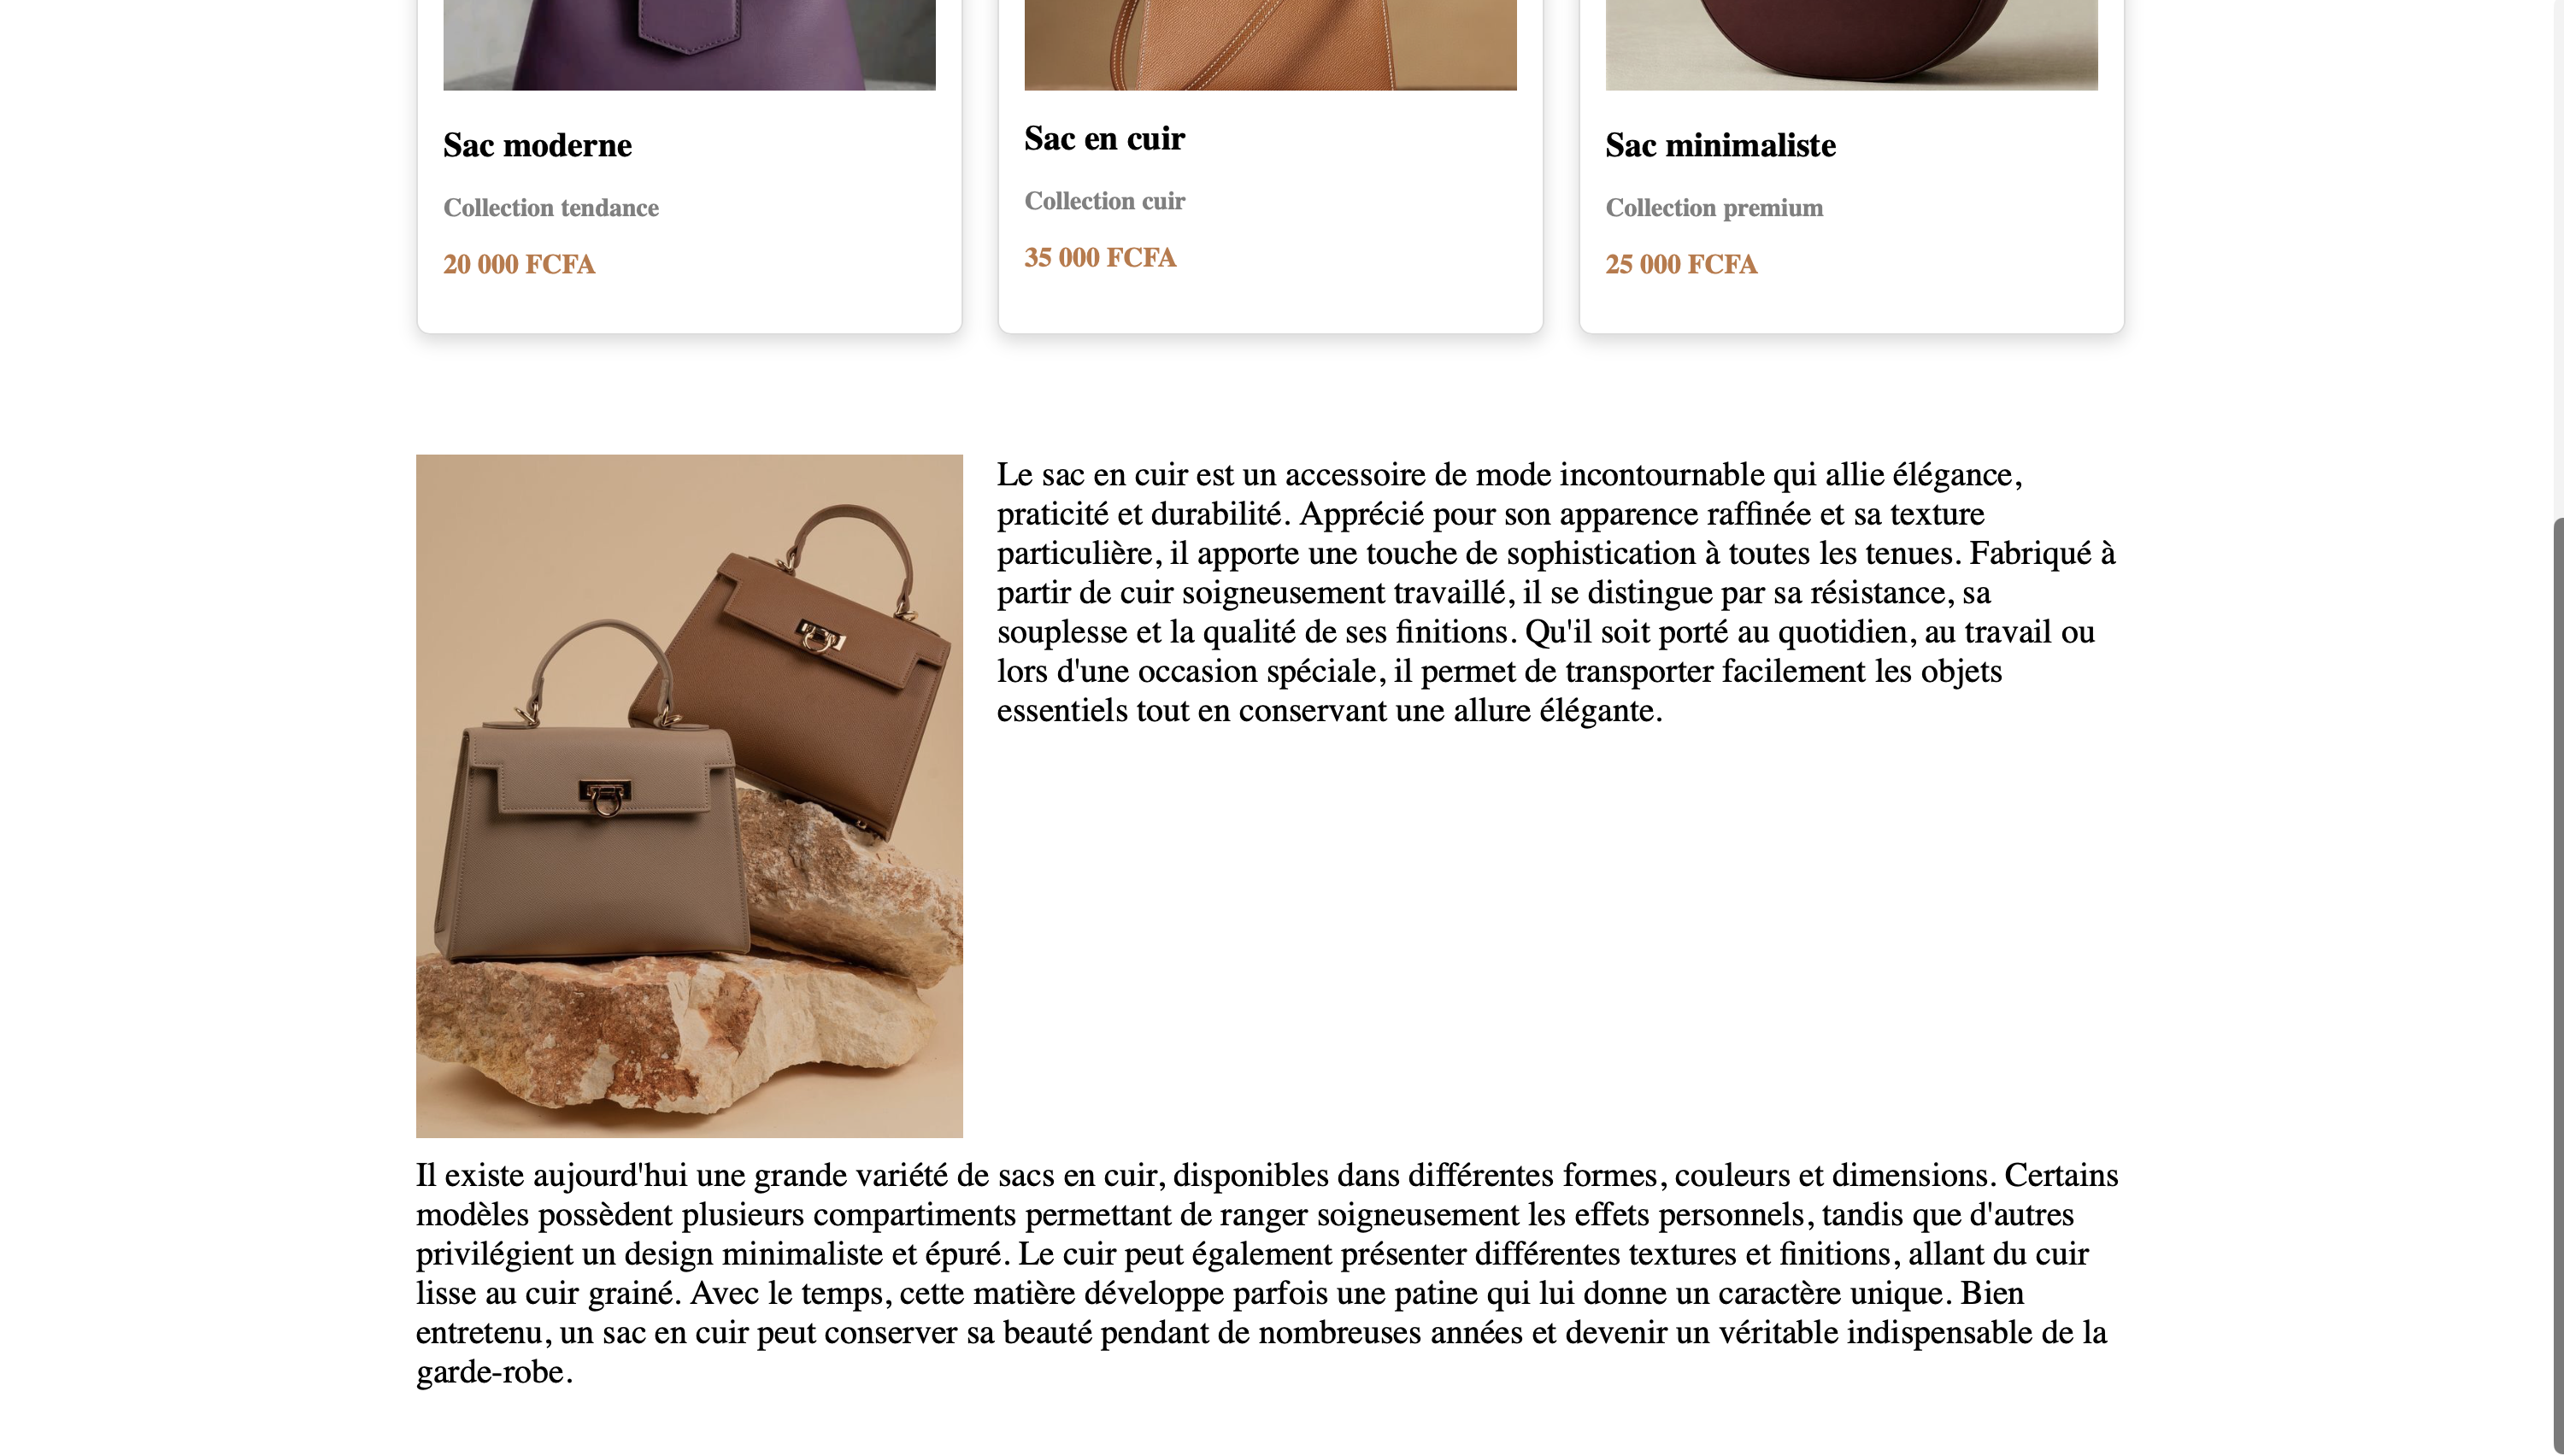 Sac moderne
Collection tendance
20 000 FCFA
Sac en cuir
Collection cuir
35 000 FCFA
Sac minimaliste
Collection premium
25 000 FCFA
Le sac en cuir est un accessoire de mode incontournable qui allie élégance,
praticité et durabilité. Apprécié pour son apparence raffinée et sa texture
particulière, il apporte une touche de sophistication à toutes les tenues. Fabriqué à
partir de cuir soigneusement travaillé, il se distingue par sa résistance, sa
souplesse et la qualité de ses finitions. Qu'il soit porté au quotidien, au travail ou
lors d'une occasion spéciale, il permet de transporter facilement les objets
essentiels tout en conservant une allure élégante.
Il existe aujourd'hui une grande variété de sacs en cuir, disponibles dans différentes formes, couleurs et dimensions. Certains
modèles possèdent plusieurs compartiments permettant de ranger soigneusement les effets personnels, tandis que d'autres
privilégient un design minimaliste et épuré. Le cuir peut également présenter différentes textures et finitions, allant du cuir
lisse au cuir grainé. Avec le temps, cette matière développe parfois une patine qui lui donne un caractère unique. Bien
entretenu, un sac en cuir peut conserver sa beauté pendant de nombreuses années et devenir un véritable indispensable de la
garde-robe.